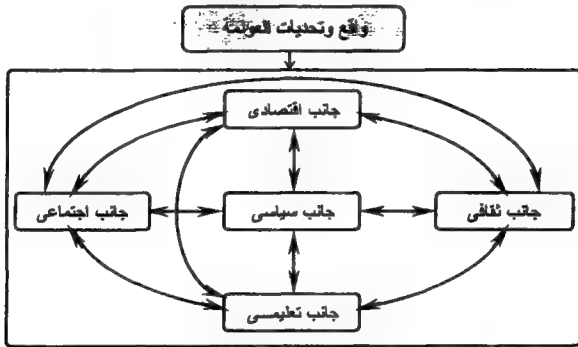 واقع وتحديات العولمة
جانب اقتصادى
جانب ثقافى
جانب سياسى
جانب اجتماعى
جانب تعليمى